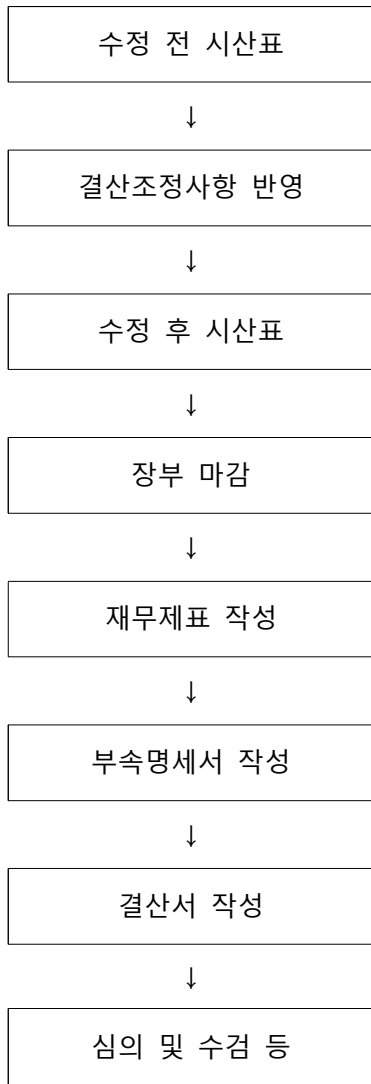 수정 전 시산표
↓
결산조정사항 반영
↓
수정 후 시산표
↓
장부 마감
↓
재무제표 작성
↓
부속명세서 작성
↓
결산서 작성
↓
심의 및 수검 등